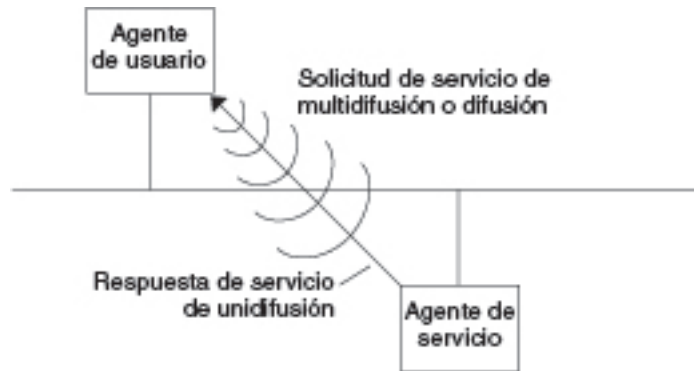 Agente
de usuario
Solicitud de servicio de
multidifusión o difusión
Respuesta de servicio
de unidifusión
Agente de
servicio